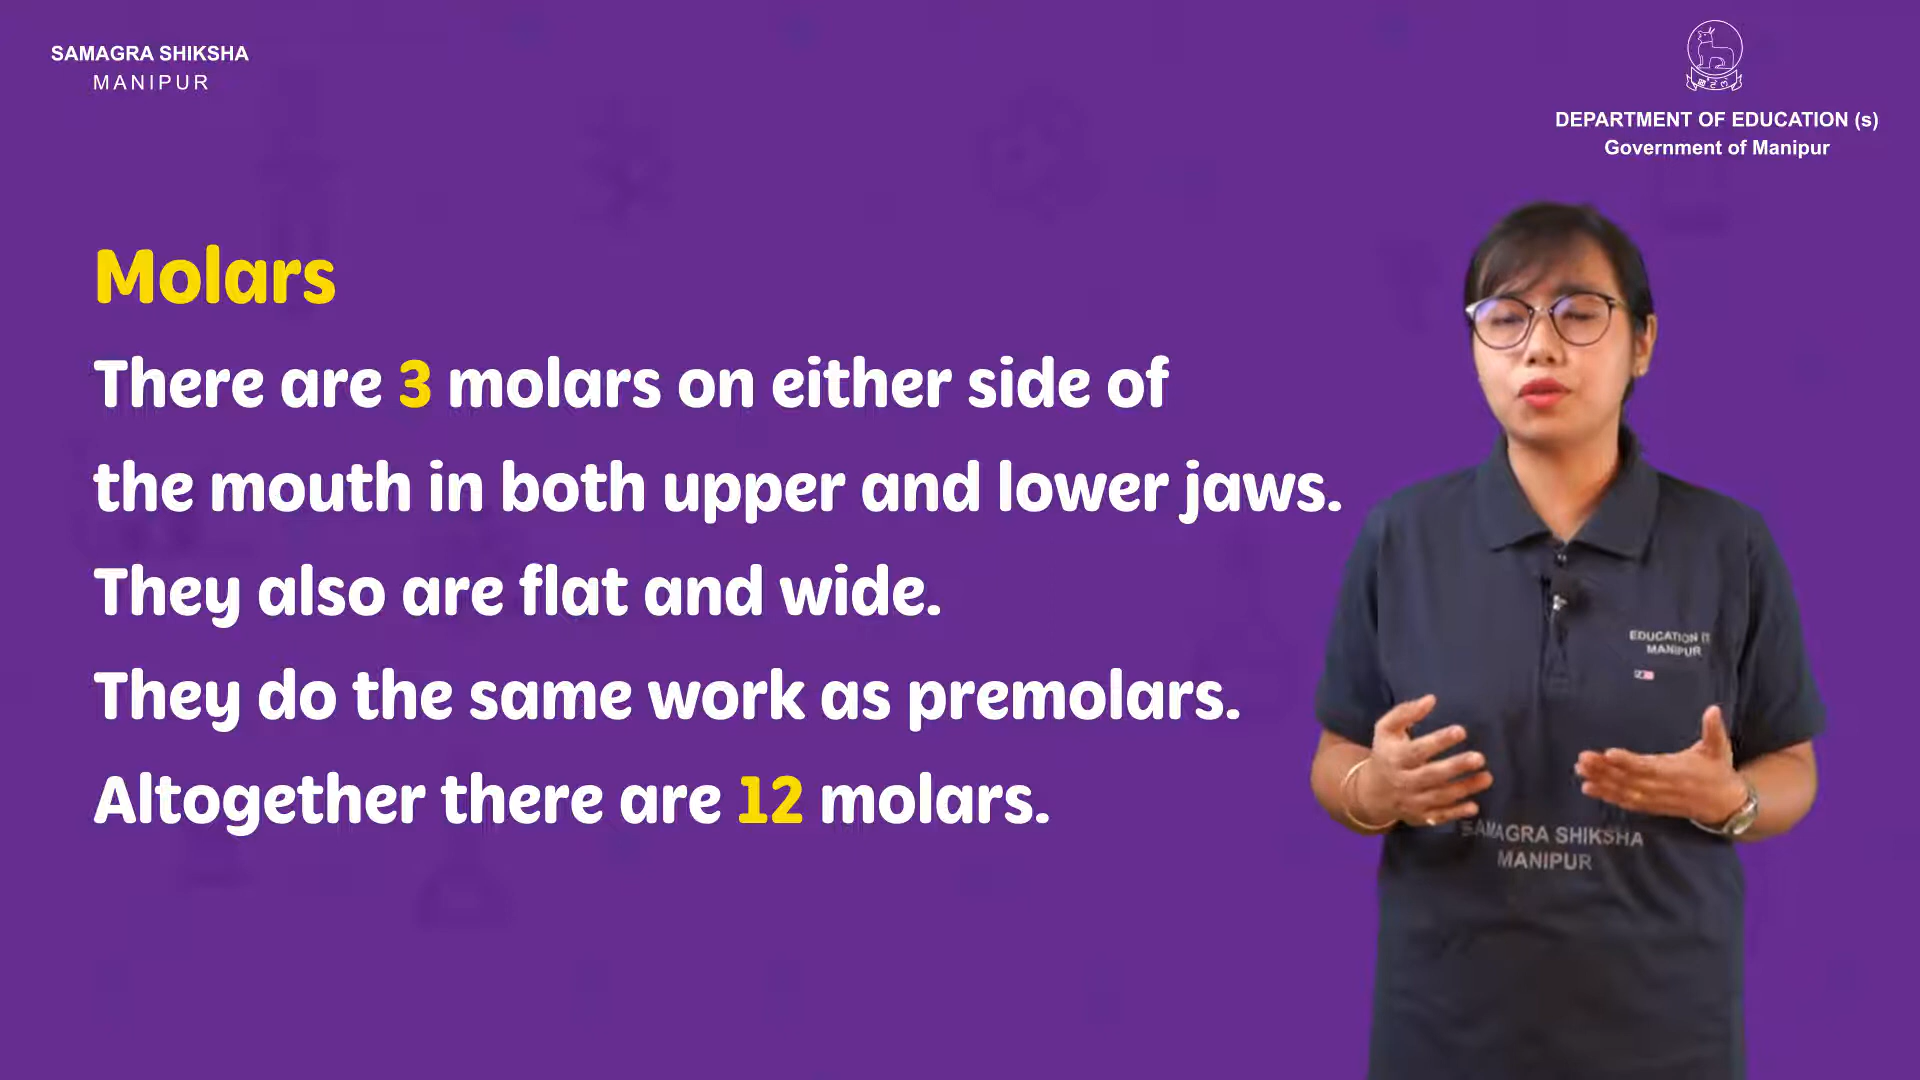 SAMAGRA SHIKSHA
MANIPUR
DEPARTMENT OF EDUCATION (s)
Government of Manipur
Molars
There are 3 molars on either side of
the mouth in both upper and lower jaws.
They also are flat and wide.
They do the same work as premolars.
Altogether there are 12 molars.
EDUCATION
MANIPUR
SAMAGRA SHIKSHA
MANIPUR